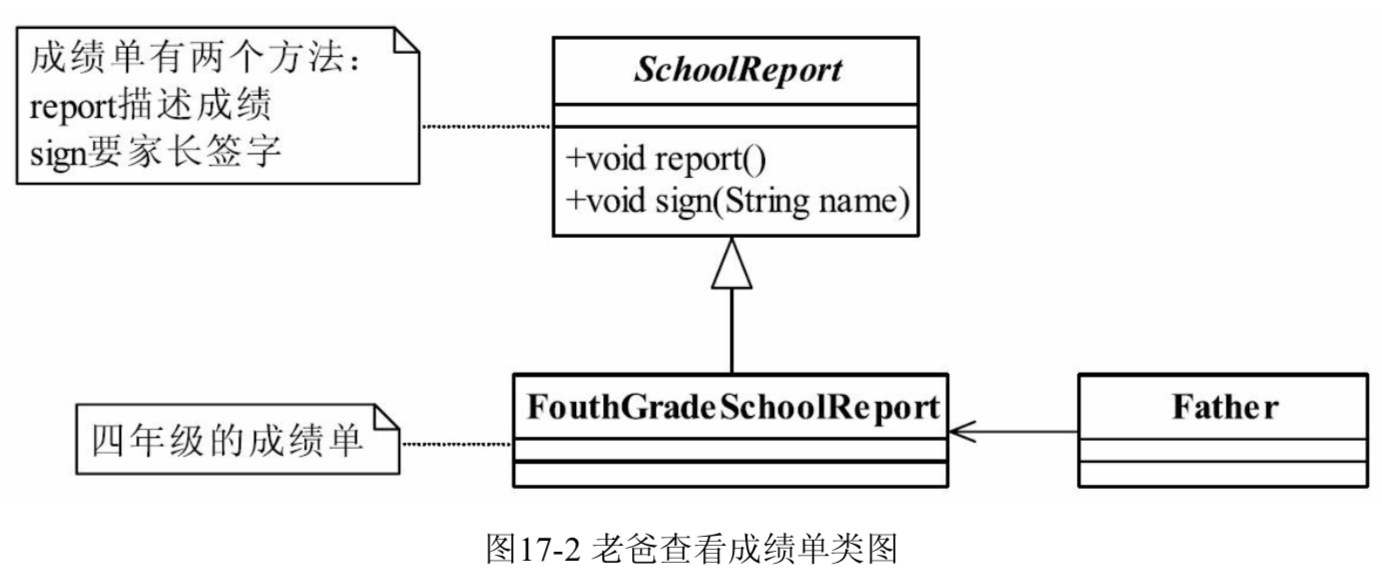 成绩单有两个方法：
report描述成绩
sign要家长签字
SchoolReport
+void report()
+void sign(String name)
四年级的成绩单
FouthGradeSchoolReport
Father
图17-2 老爸查看成绩单类图